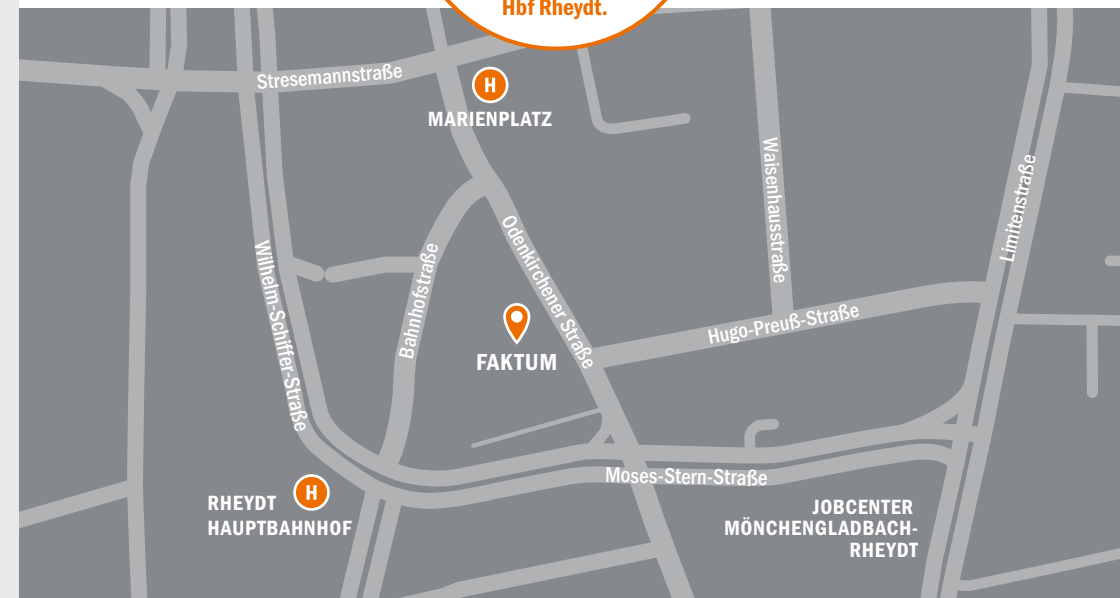 Hbf Rheydt.
Stresemannstraße
H
MARIENPLATZ
Waisenhausstraße
Limitenstraße
Odenkirchener Straße
Wilhelm-Schiffer-Straße
Bahnhofstraße
Hugo-Preuß-Straße
FAKTUM
Moses-Stern-Straße
H
RHEYDT
HAUPTBAHNHOF
JOBCENTER
MÖNCHENGLADBACH-
RHEYDT